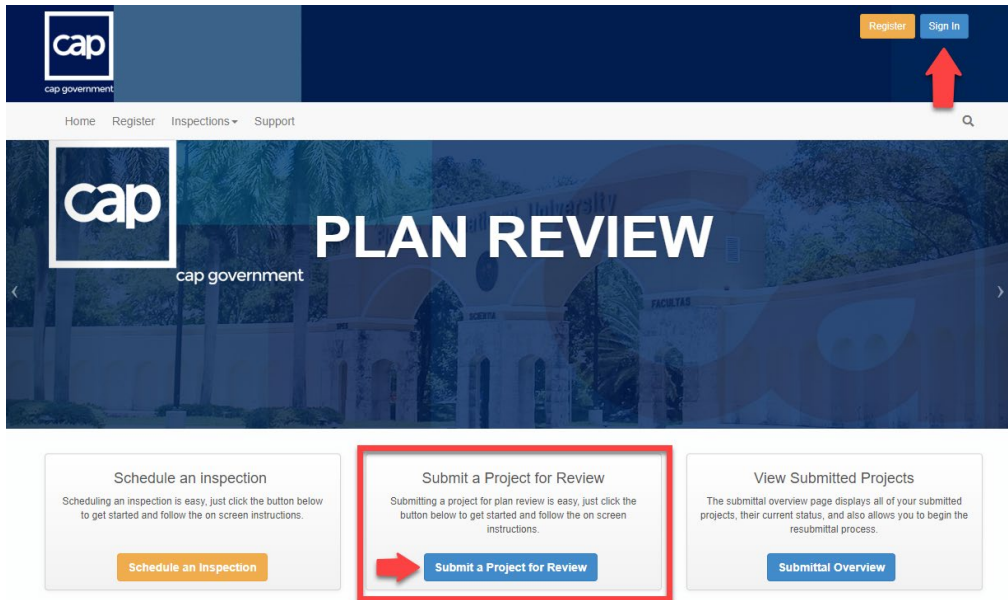 Register
Sign In
cap
cap government
Home
Register
Inspections
Support
cap
cap government
PLAN REVIEW
University
SCIENTIA
FACULTAS
Schedule an inspection
Scheduling an inspection is easy, just click the button below
to get started and follow the on screen instructions.
Schedule an Inspection
Submit a Project for Review
Submitting a project for plan review is easy, just click the
button below to get started and follow the on screen
instructions.
Submit a Project for Review
View Submitted Projects
The submittal overview page displays all of your submitted
projects, their current status, and also allows you to begin the
resubmittal process.
Submittal Overview